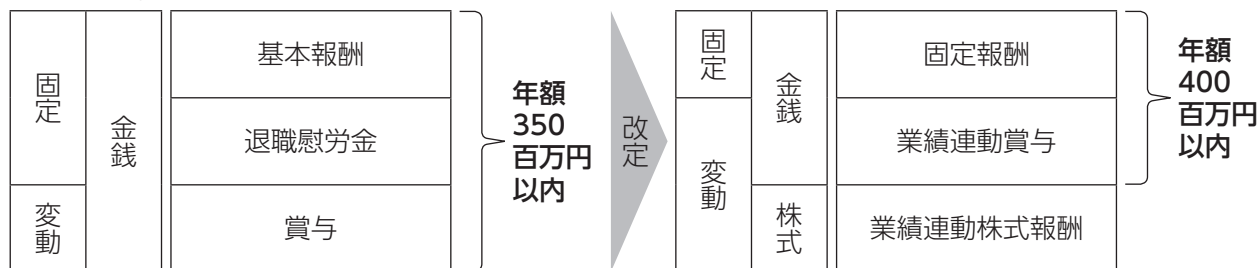 固定
変動
金銭
基本報酬
退職慰労金
賞与
年額
350
百万円
以内
改定
固定
変動
金銭
株式
固定報酬
業績連動賞与
業績連動株式報酬
年額
400
百万円
以内